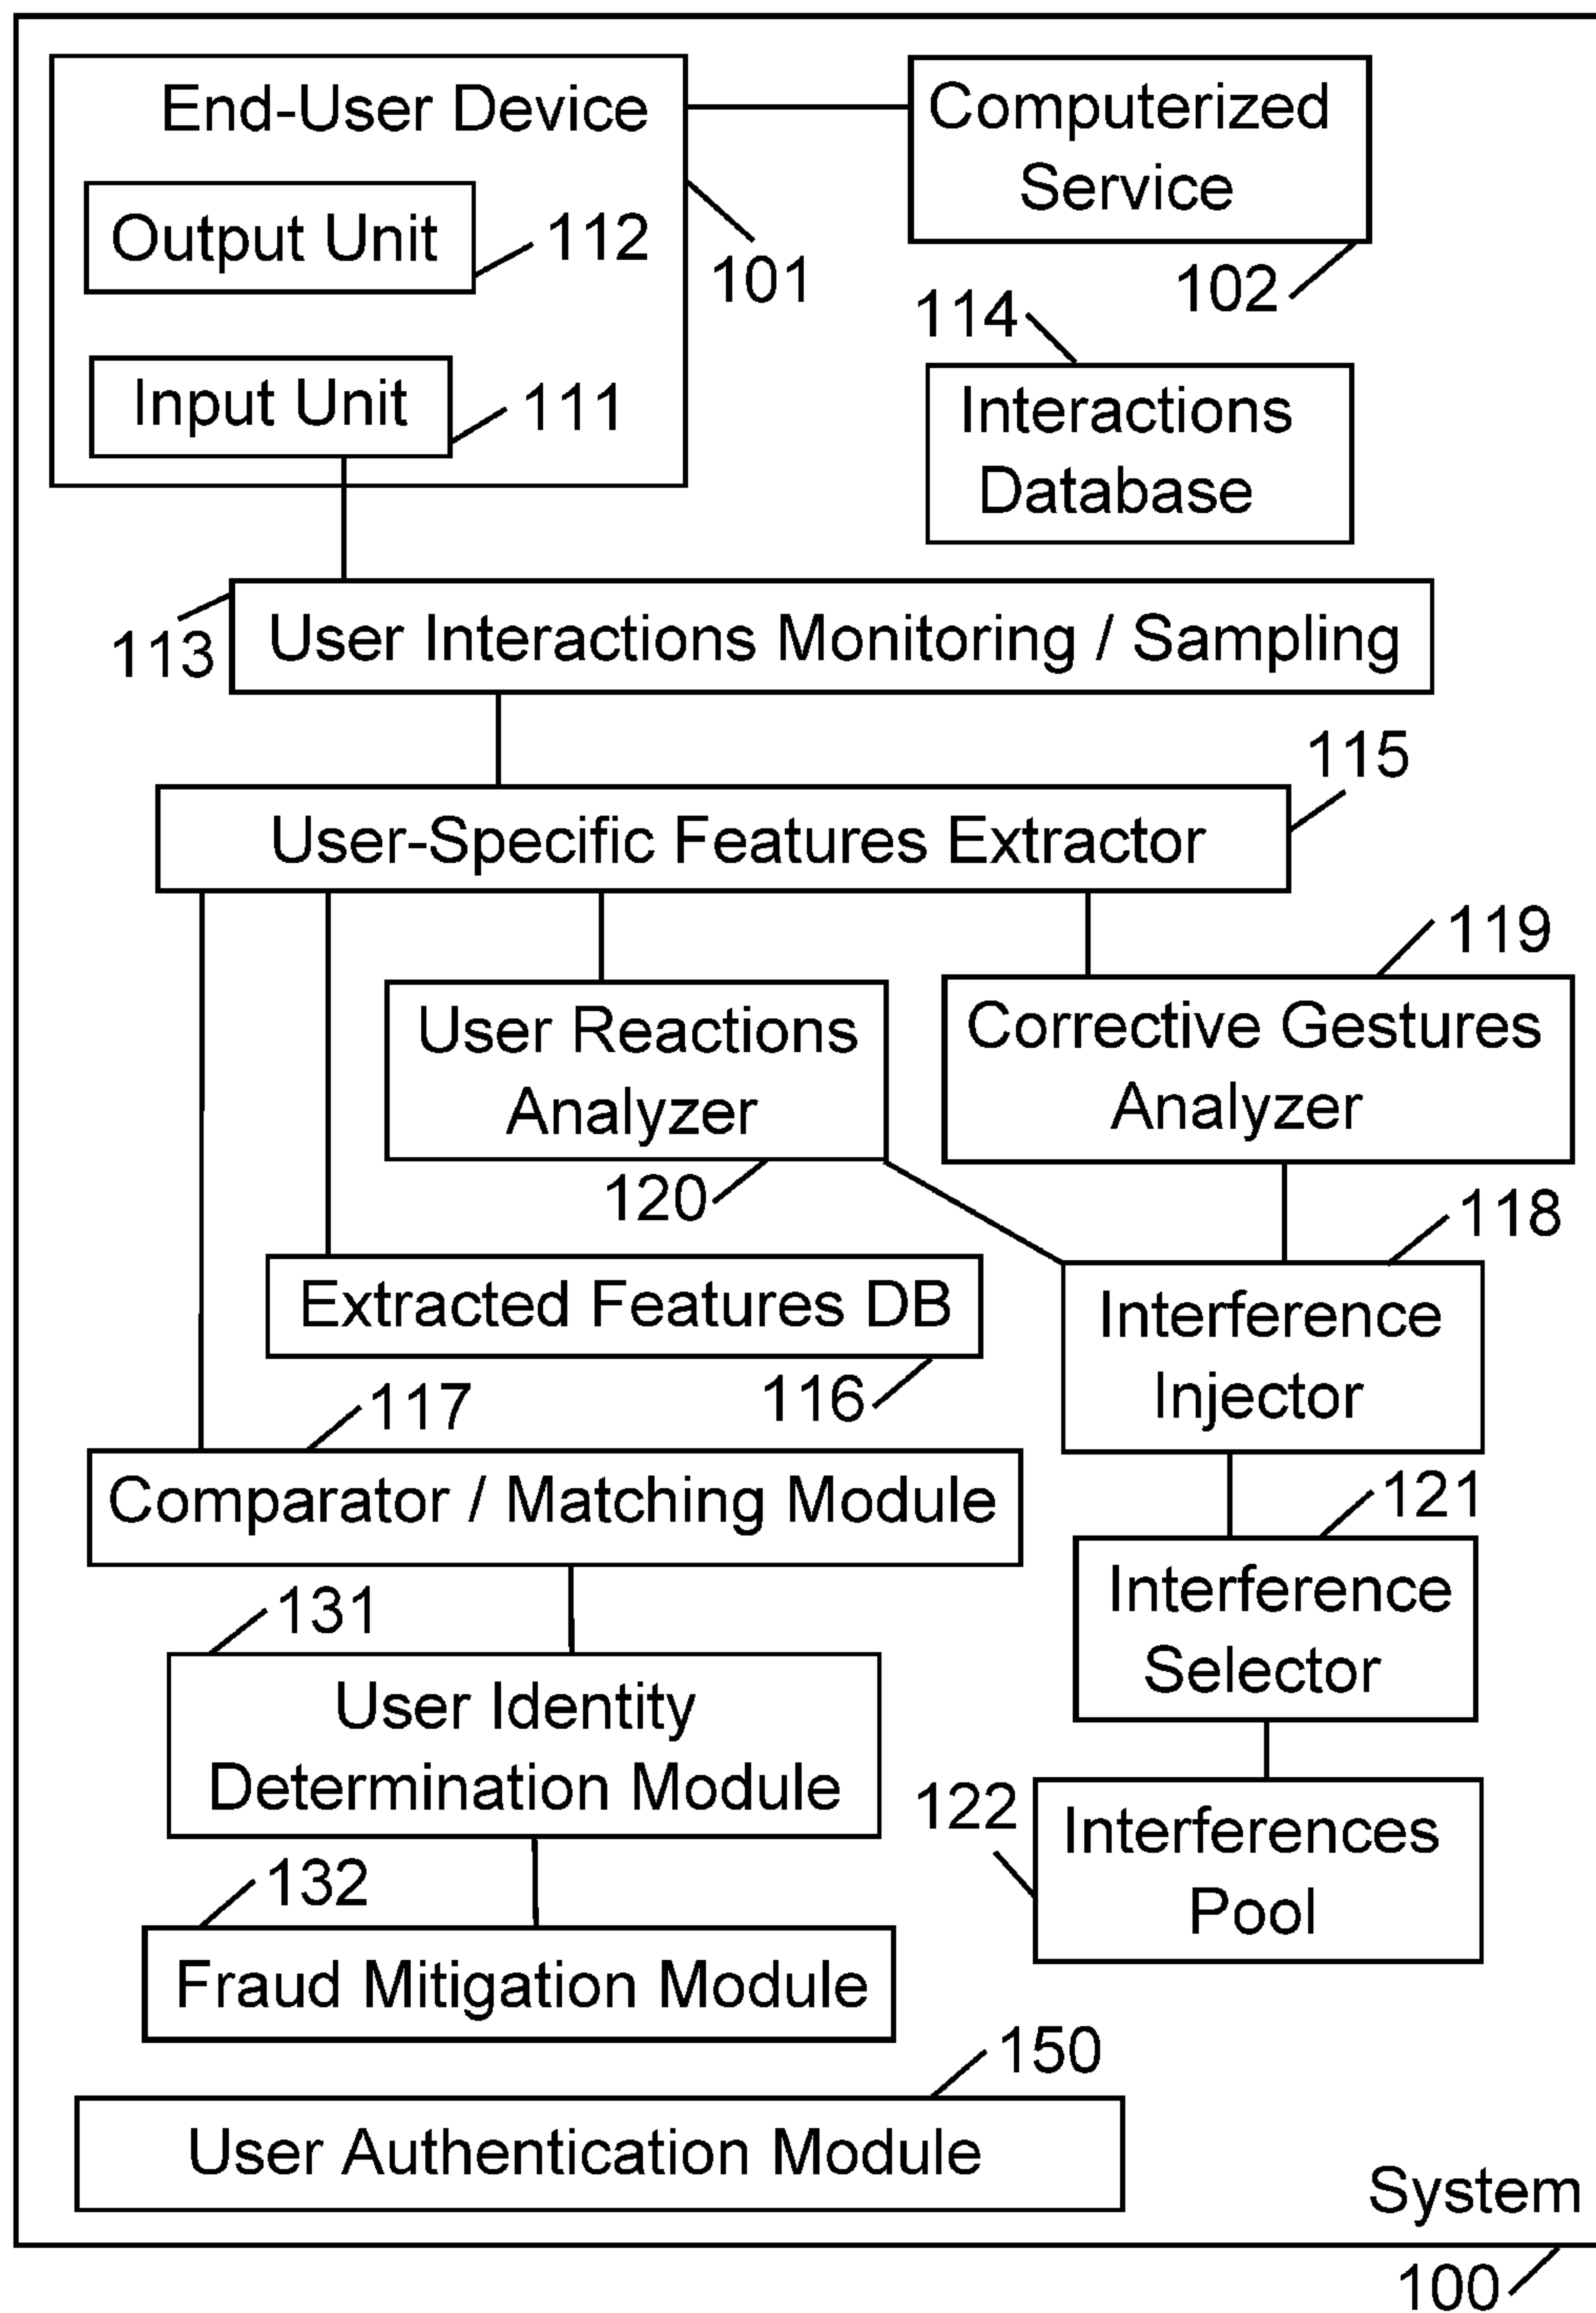 End-User Device
Output Unit
112
Input Unit
111
101
Computerized
Service
102
114
Interactions
Database
113
User Interactions Monitoring / Sampling
115
User-Specific Features Extractor
119
User Reactions
Analyzer
120
Corrective Gestures
Analyzer
118
Extracted Features DB
116
Interference
Injector
117
Comparator / Matching Module
121
Interference
Selector
131
User Identity
Determination Module
122
Interferences
Pool
132
Fraud Mitigation Module
150
User Authentication Module
System
100